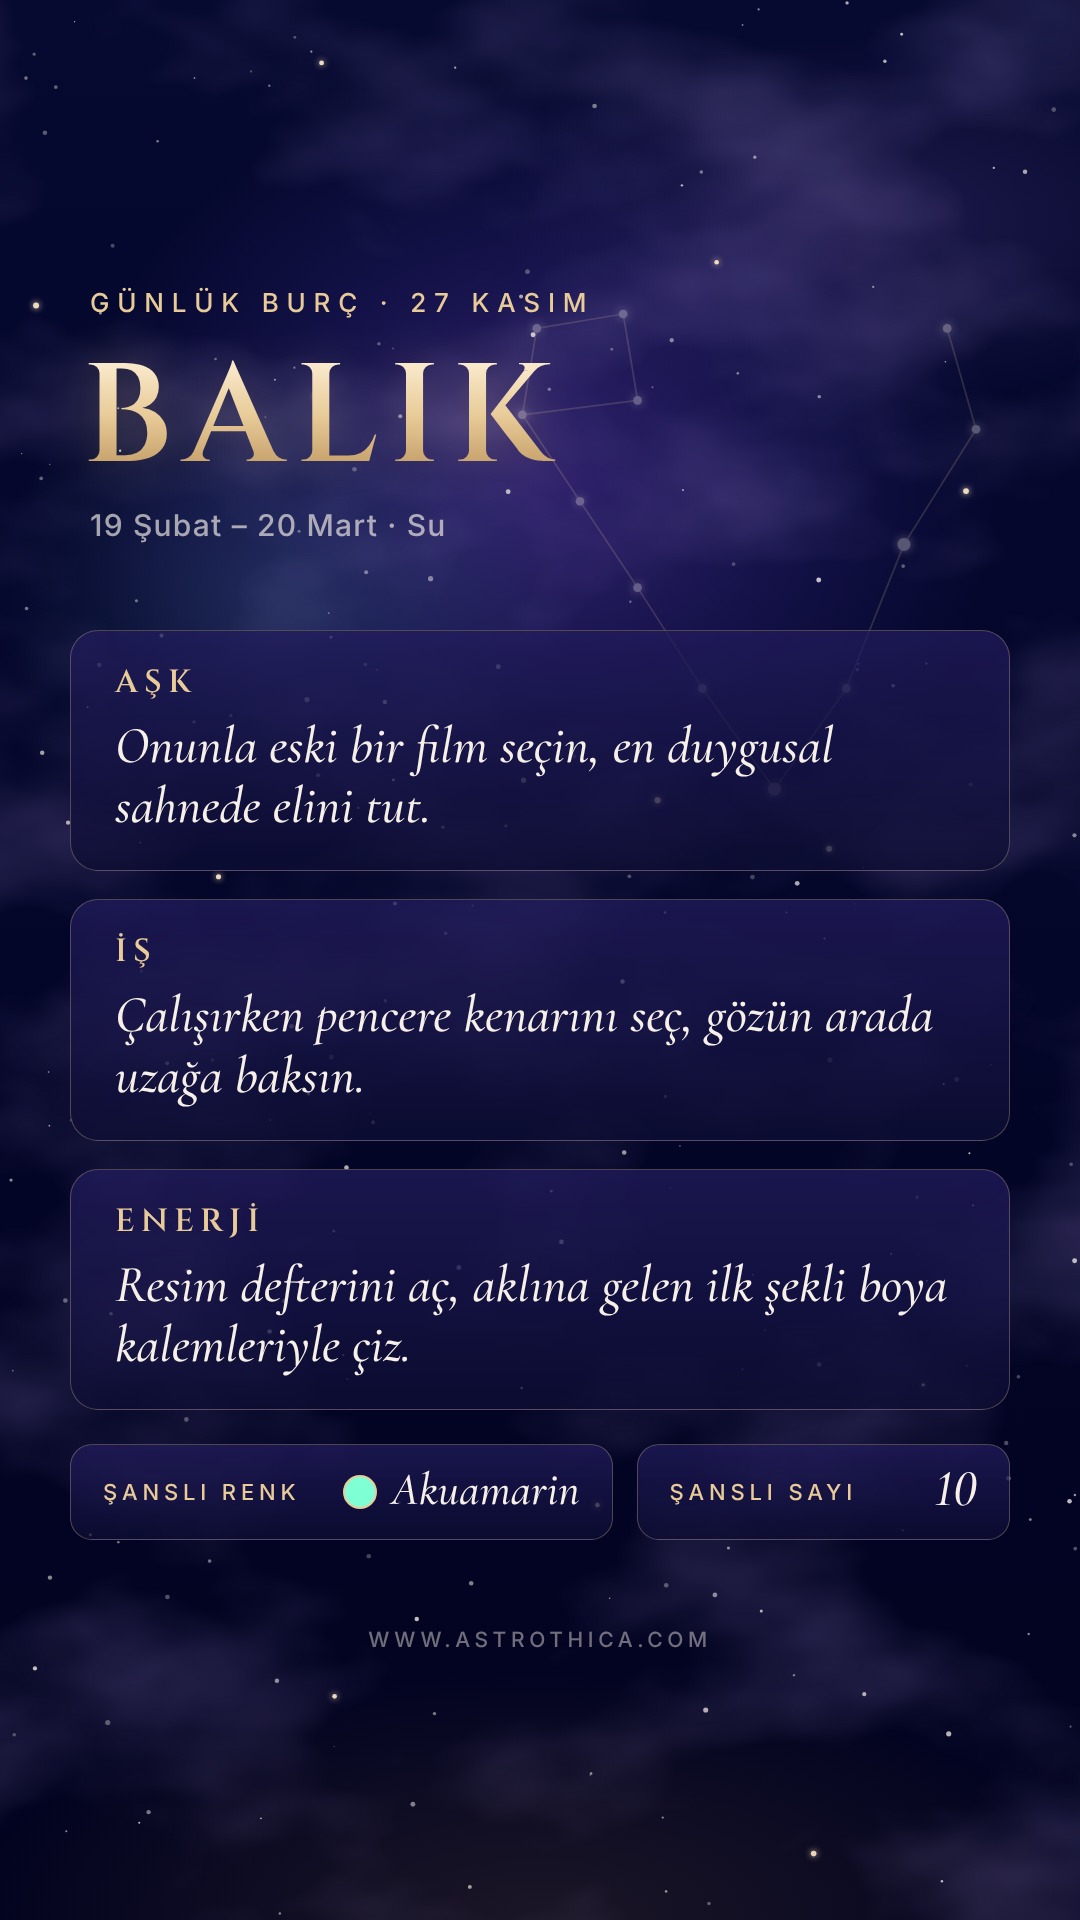 GÜNLÜK BURÇ · 27 KASIM
BALIK
19 Şubat – 20 Mart · Su
AŞK
Onunla eski bir film seçin, en duygusal
sahnede elini tut.
İŞ
Çalışırken pencere kenarını seç, gözün arada
uzağa baksın.
ENERJİ
Resim defterini aç, aklına gelen ilk şekli boya
kalemleriyle çiz.
ŞANSLI RENK Akuamarin
ŞANSLI SAYI 10
WWW.ASTROTHICA.COM